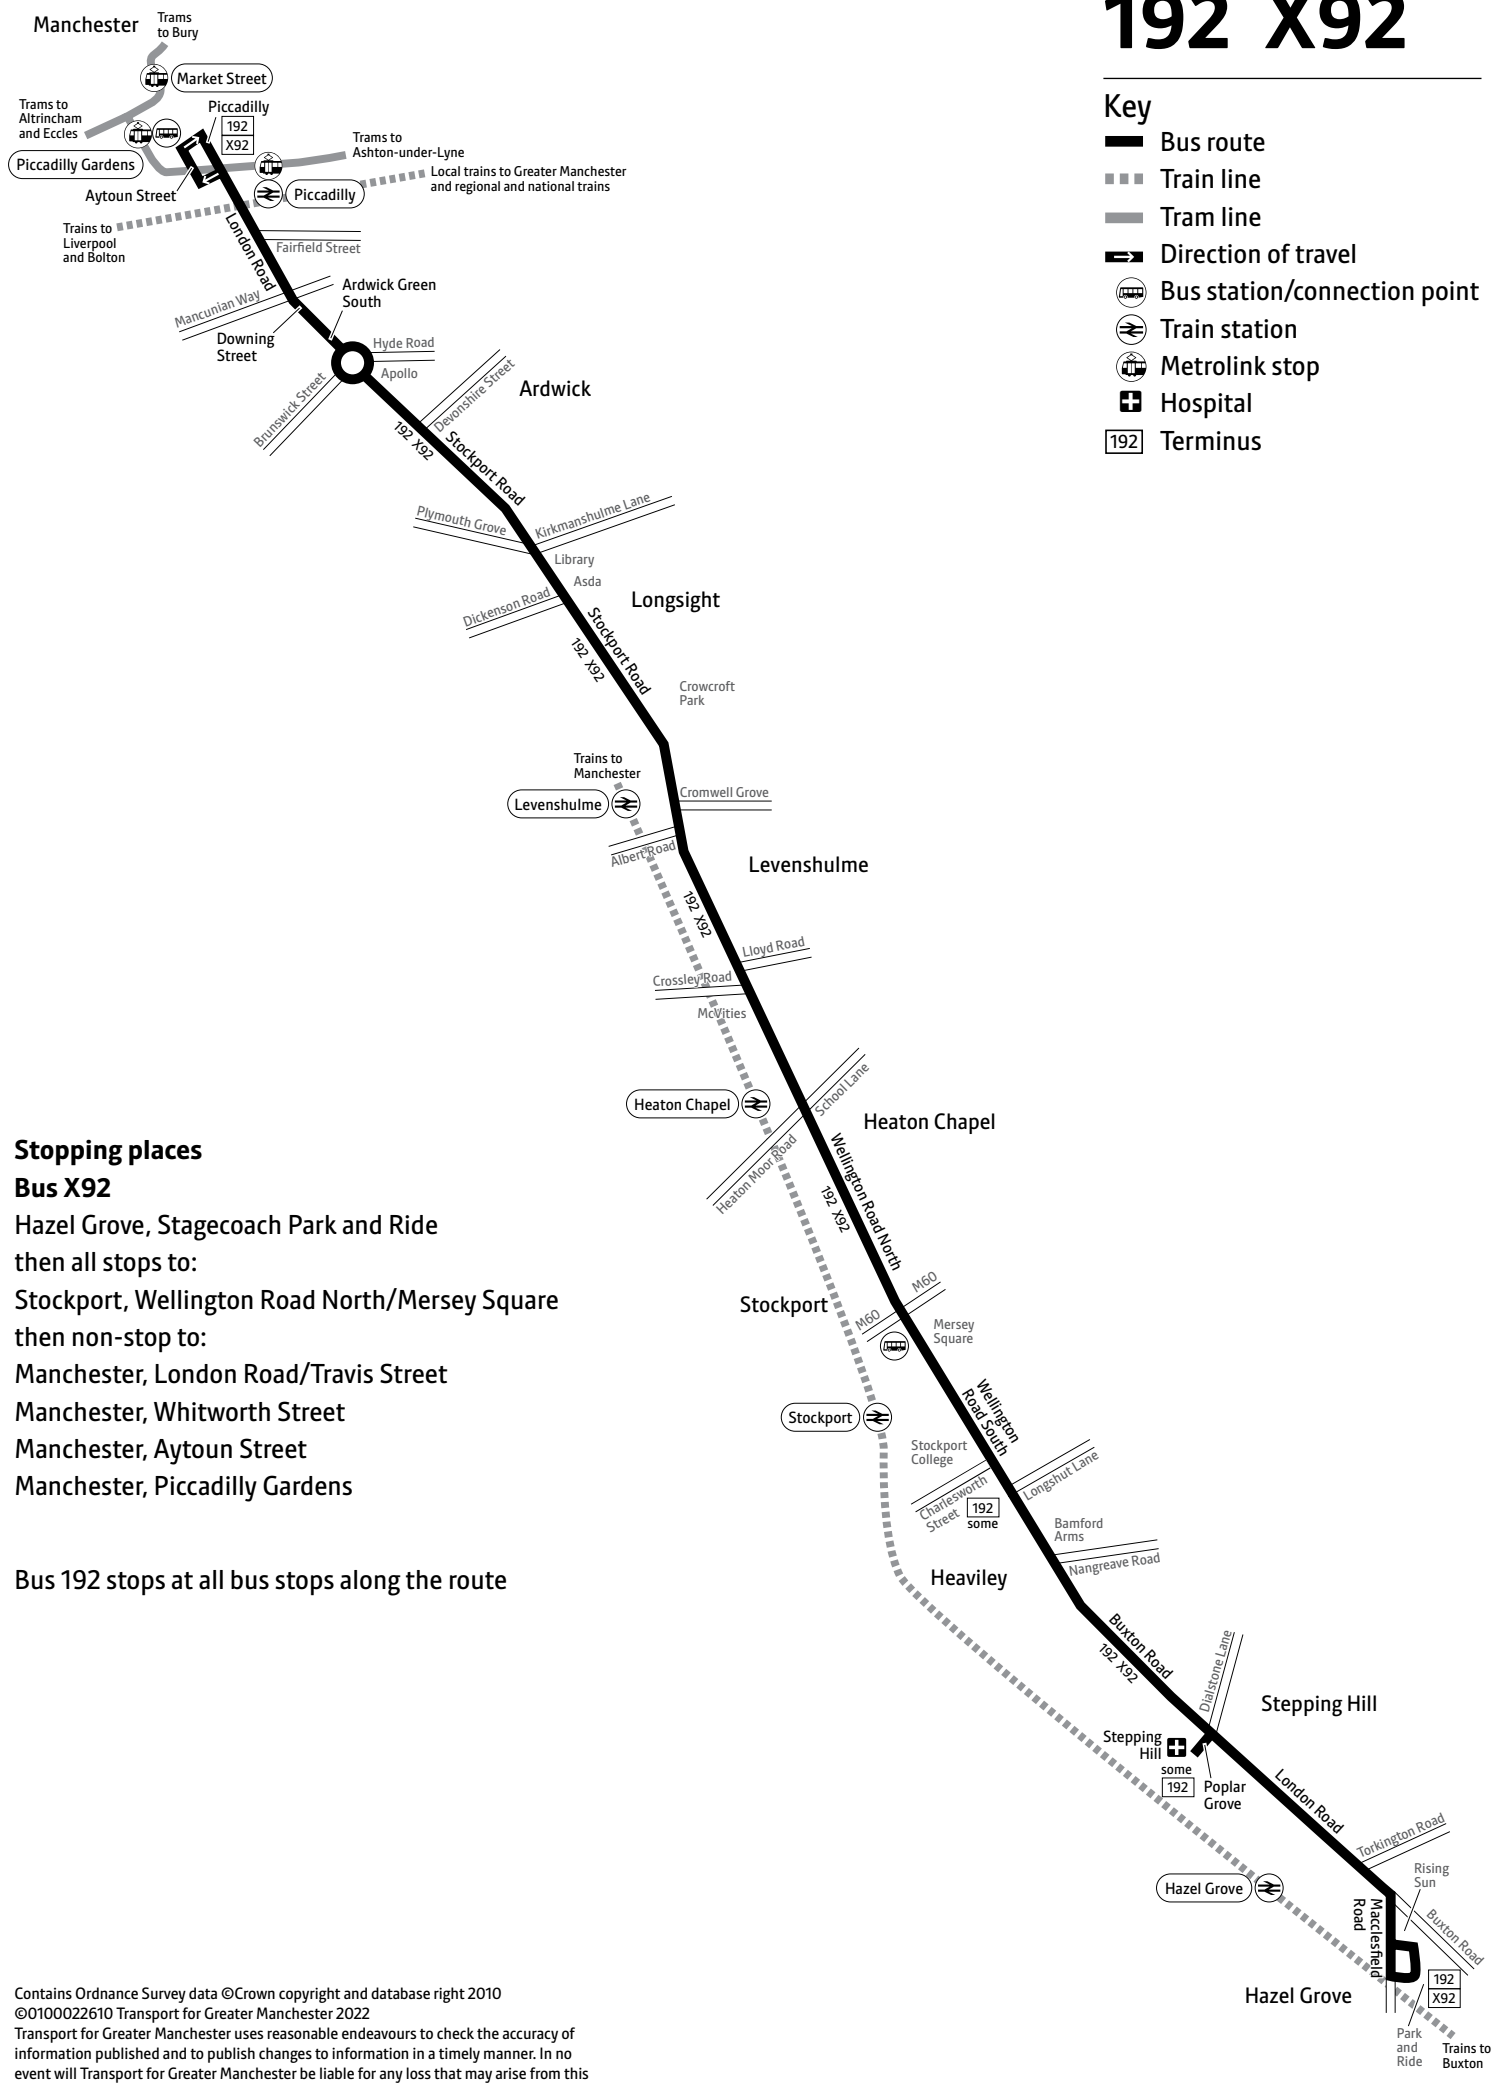 192 X92
Manchester
Trams
to Bury
Market Street
Trams to
Altrincham
and Eccles
Piccadilly
192
X92
Piccadilly Gardens
Aytoun Street
Trams to
Ashton-under-Lyne
Local trains to Greater Manchester
and regional and national trains
Piccadilly
Trains to
Liverpool
and Bolton
London Road
Fairfield Street
Mancunian Way
Ardwick Green
South
Downing
Street
Hyde Road
Apollo
Brunswick Street
Devonshire Street
Ardwick
192 X92
Stockport Road
Plymouth Grove
Kirkmanshulme Lane
Library
Asda
Dickenson Road
Longsight
Stockport Road
192 X92
Crowcroft
Park
Trains to
Manchester
Levenshulme
Cromwell Grove
Albert Road
Levenshulme
192 X92
Lloyd Road
Crossley Road
McVities
Heaton Chapel
School Lane
Heaton Chapel
Heaton Moor Road
Wellington Road North
192 X92
Stockport
M60
M60
Mersey
Square
Stockport
Wellington
Road South
Stockport
College
Charlesworth
Street
Longshut Lane
192
some
Bamford
Arms
Nangreave Road
Heaviley
Buxton Road
192 X92
Dialstone Lane
Stepping Hill
Stepping
Hill
some
192
Poplar
Grove
London Road
Torkington Road
Rising
Sun
Hazel Grove
Macclesfield
Road
Buxton Road
Hazel Grove
192
X92
Park
and
Ride
Trains to
Buxton
Key
Bus route
Train line
Tram line
Direction of travel
Bus station/connection point
Train station
Metrolink stop
Hospital
192 Terminus
Stopping places
Bus X92
Hazel Grove, Stagecoach Park and Ride
then all stops to:
Stockport, Wellington Road North/Mersey Square
then non-stop to:
Manchester, London Road/Travis Street
Manchester, Whitworth Street
Manchester, Aytoun Street
Manchester, Piccadilly Gardens
Bus 192 stops at all bus stops along the route
Contains Ordnance Survey data ©Crown copyright and database right 2010
©0100022610 Transport for Greater Manchester 2022
Transport for Greater Manchester uses reasonable endeavours to check the accuracy of
information published and to publish changes to information in a timely manner. In no
event will Transport for Greater Manchester be liable for any loss that may arise from this